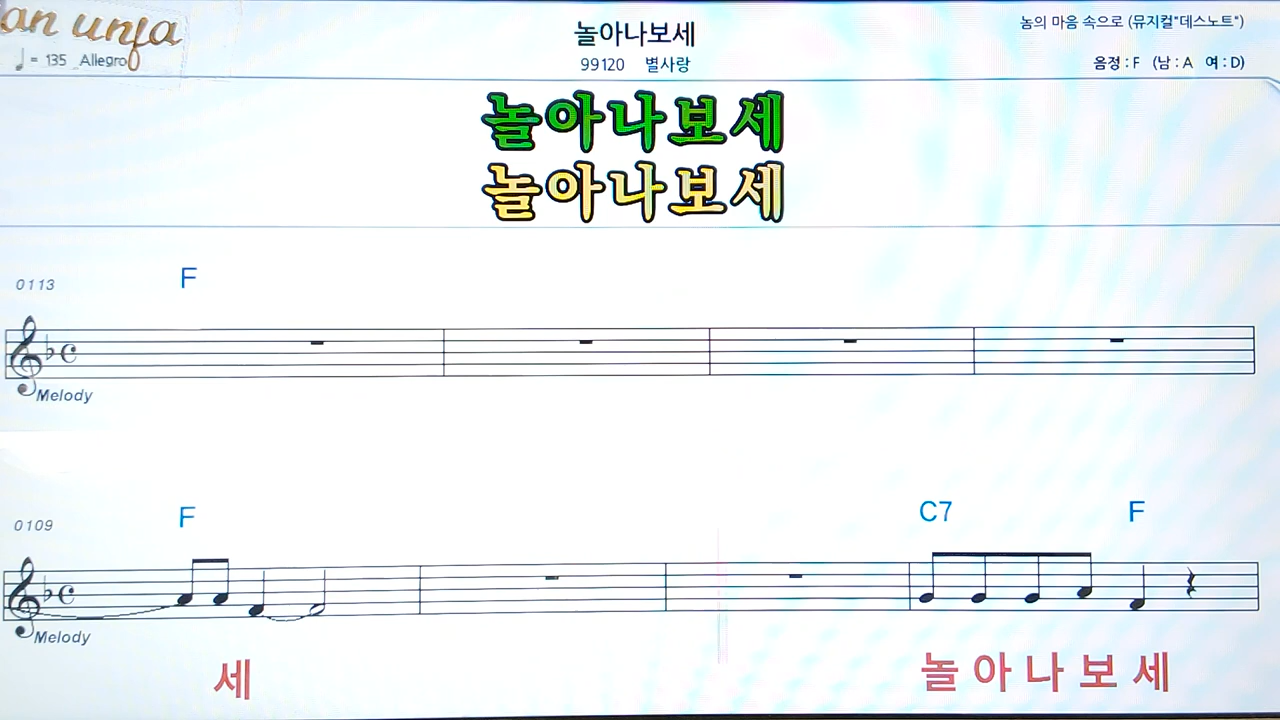 an unja
♩ = 135 Allegro
놀아나보세
99120 별사랑
놈의 마음 속으로 (뮤지컬"데스노트")
음정 : F (남 : A 여 : D)
놀아나보세
놀아나보세
0113
F
Melody
0109
F C7 F
Melody
세 놀 아 나 보 세